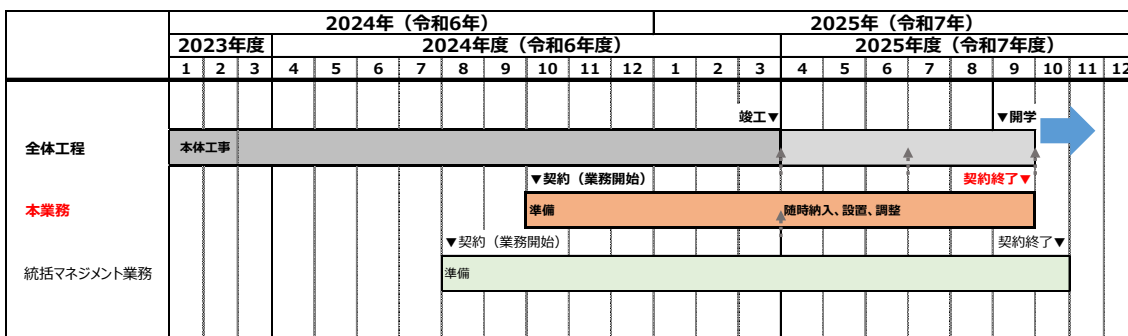 2024年（令和6年） 2025年（令和7年）
2023年度 2024年度（令和6年度） 2025年度（令和7年度）
1 2 3 4 5 6 7 8 9 10 11 12 1 2 3 4 5 6 7 8 9 10 11 12
竣工▼ ▼開学
全体工程 本体工事
▼契約（業務開始） 契約終了▼
本業務 準備 随時納入、設置、調整
▼契約（業務開始） 契約終了▼
統括マネジメント業務 準備